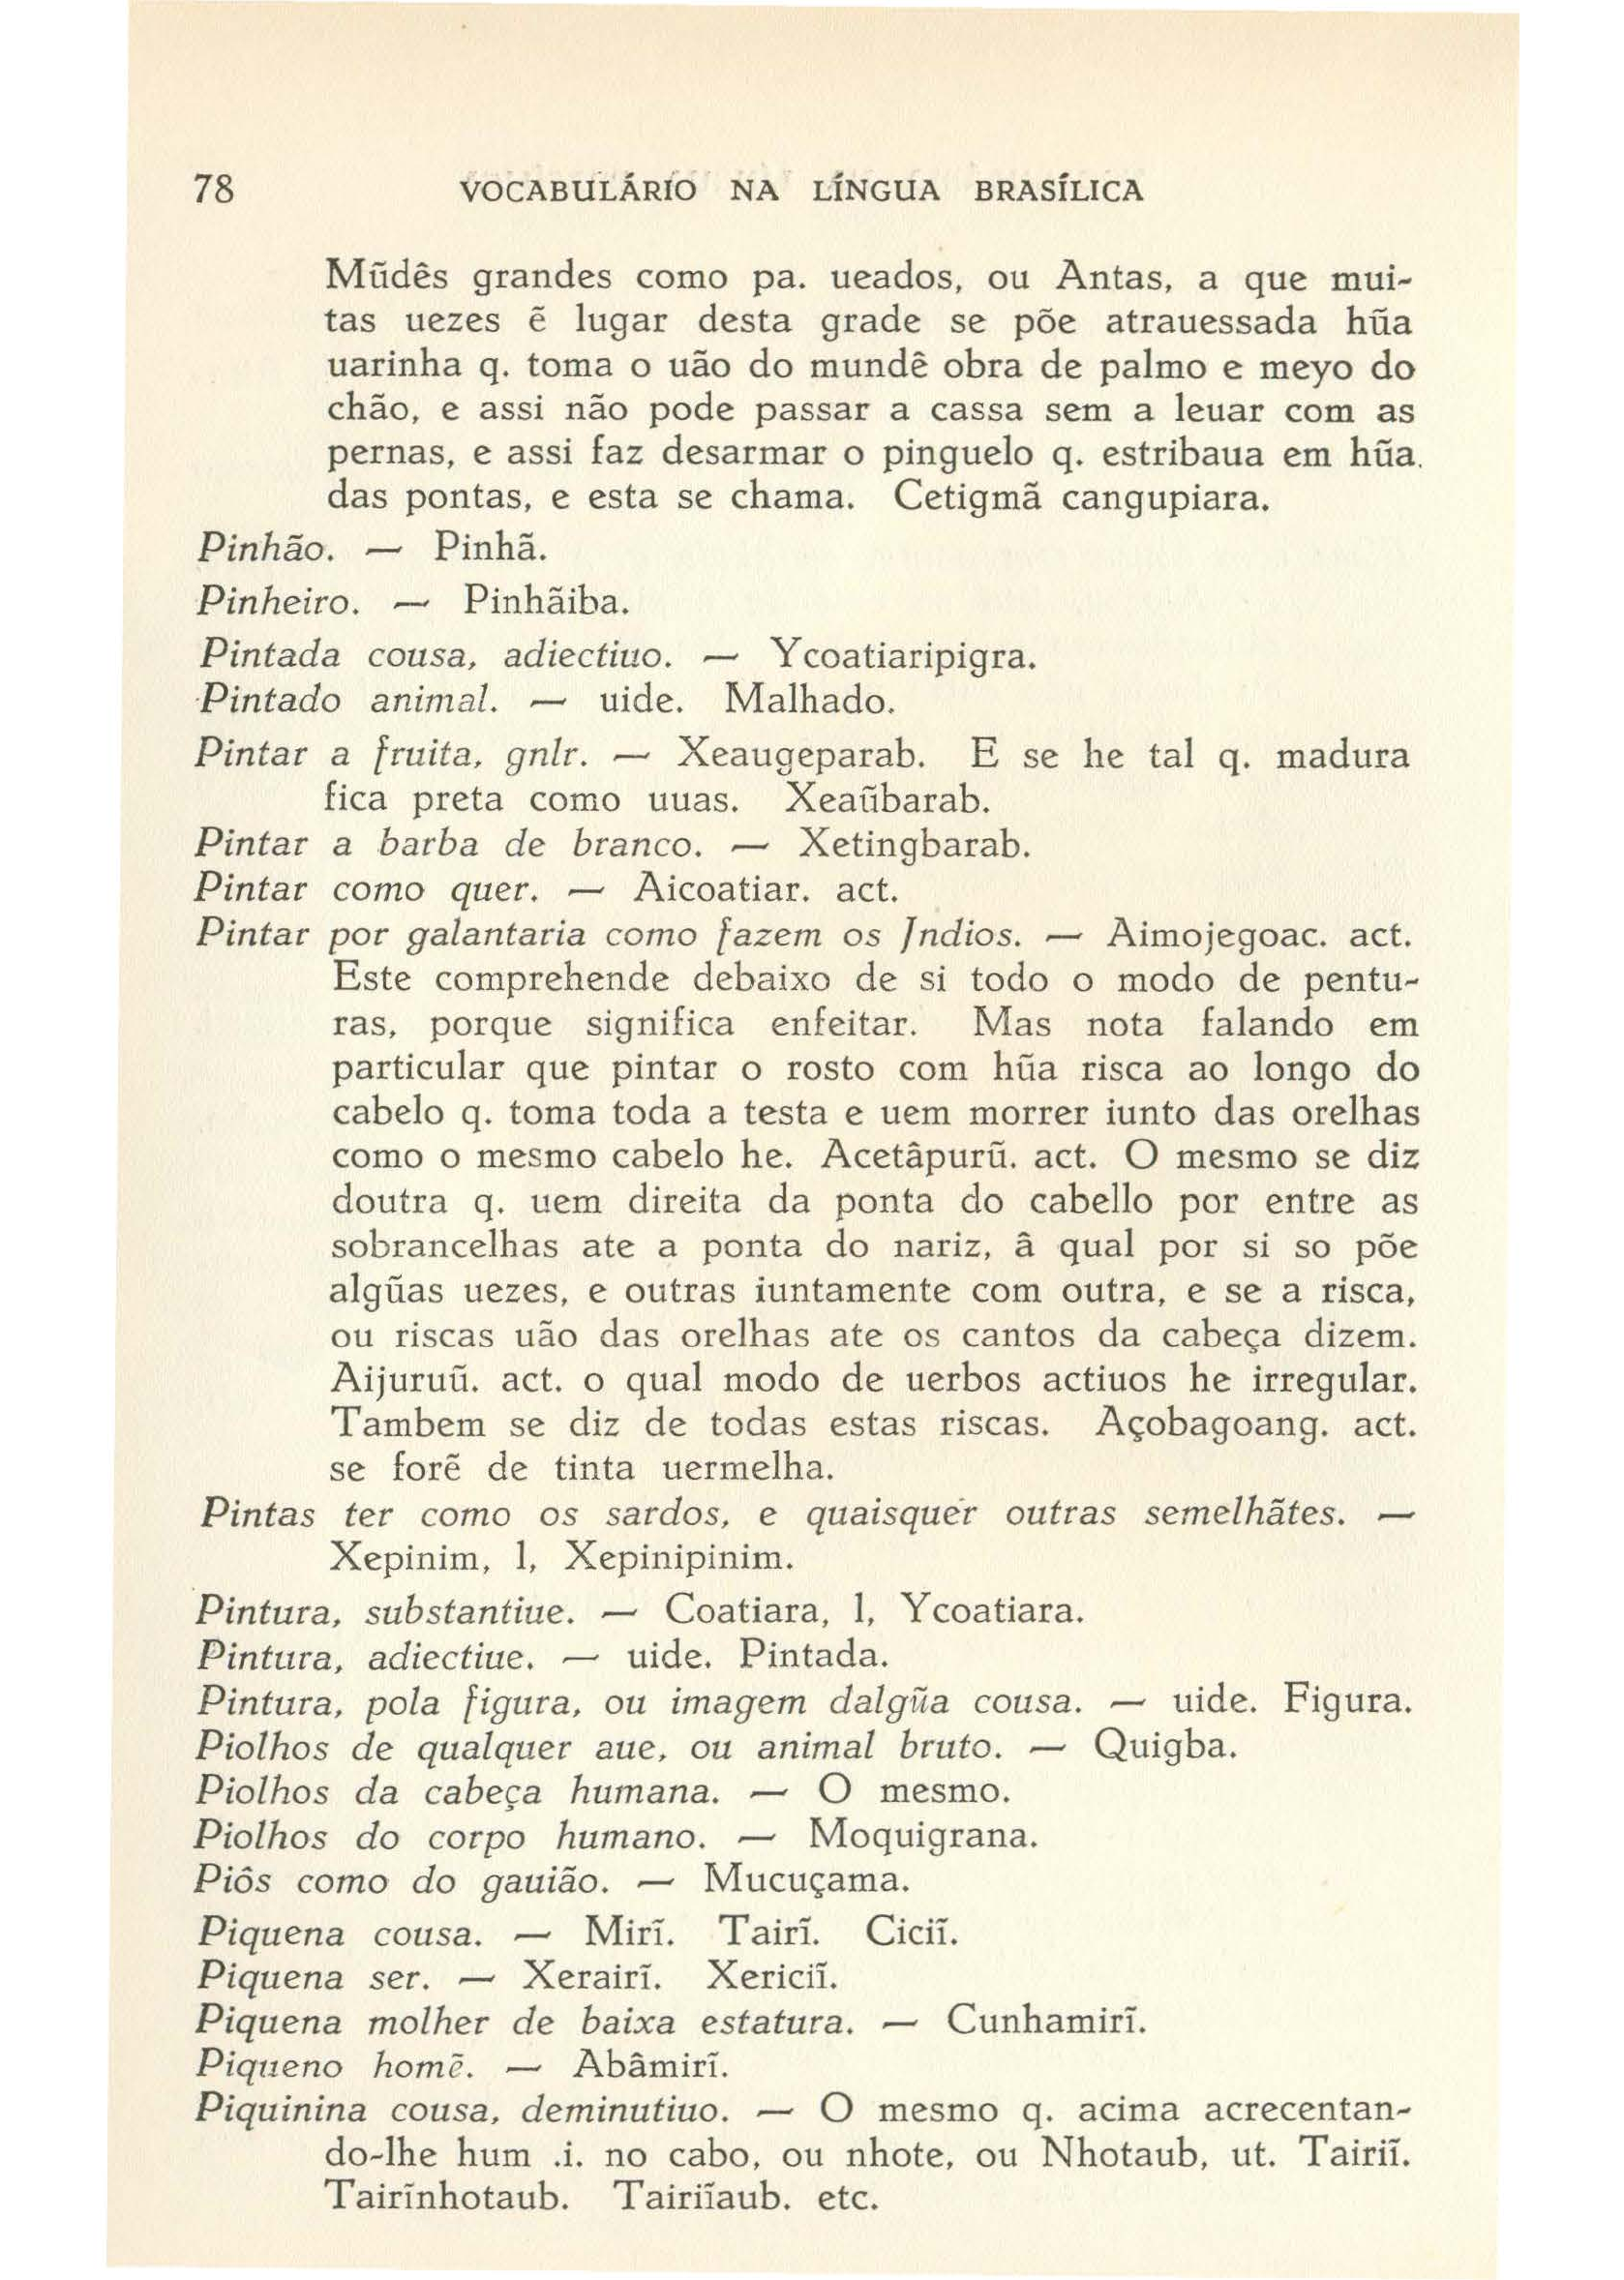 78 VOCABULÁRIO NA LÍNGUA BRASÍLICA
Mũdês grandes como pa. ueados, ou Antas, a que mui-
tas uezes ẽ lugar desta grade se põe atrauessada hũa
uarinha q. toma o uão do mundê obra de palmo e meyo do
chão, e assi não pode passar a cassa sem a leuar com as
pernas, e assi faz desarmar o pinguelo q. estribaua em hũa.
das pontas, e esta se chama. Cetigmã cangupiara.
Pinhão. — Pinhã.
Pinheiro. — Pinhãiba.
Pintada cousa, adiectiuo. — Ycoatiaripigra.
Pintado animal. — uide. Malhado.
Pintar a fruita, gnlr. — Xeaugeparab. E se he tal q. madura
fica preta como uuas. Xeaũbarab.
Pintar a barba de branco. — Xetingbarab.
Pintar como quer. — Aicoatiar. act.
Pintar por galantaria como fazem os Jndios. — Aimojegoac. act.
Este comprehende debaixo de si todo o modo de pentu-
ras, porque significa enfeitar. Mas nota falando em
particular que pintar o rosto com hũa risca ao longo do
cabelo q. toma toda a testa e uem morrer iunto das orelhas
como o mesmo cabelo he. Acetâpurũ. act. O mesmo se diz
doutra q. uem direita da ponta do cabello por entre as
sobrancelhas ate a ponta do nariz, â qual por si so põe
algũas uezes, e outras iuntamente com outra, e se a risca,
ou riscas uão das orelhas ate os cantos da cabeça dizem.
Aijuruũ. act. o qual modo de uerbos actiuos he irregular.
Tambem se diz de todas estas riscas. Açobagoang. act.
se forẽ de tinta uermelha.
Pintas ter como os sardos, e quaisquer outras semelhãtes. —
Xepinim, l, Xepinipinim.
Pintura, substantiue. — Coatiara, l, Ycoatiara.
Pintura, adiectiue. — uide. Pintada.
Pintura, pola figura, ou imagem dalgũa cousa. — uide. Figura.
Piolhos de qualquer aue, ou animal bruto. — Quigba.
Piolhos da cabeça humana. — O mesmo.
Piolhos do corpo humano. — Moquigrana.
Piôs como do gauião. — Mucuçama.
Piquena cousa. — Mirĩ. Tairĩ. Ciciĩ.
Piquena ser. — Xerairĩ. Xericiĩ.
Piquena molher de baixa estatura. — Cunhamirĩ.
Piqueno homẽ. — Abâmirĩ.
Piquinina cousa, deminutiuo. — O mesmo q. acima acrecentan-
do-lhe hum .i. no cabo, ou nhote, ou Nhotaub, ut. Tairiĩ.
Tairĩnhotaub. Tairiĩaub. etc.